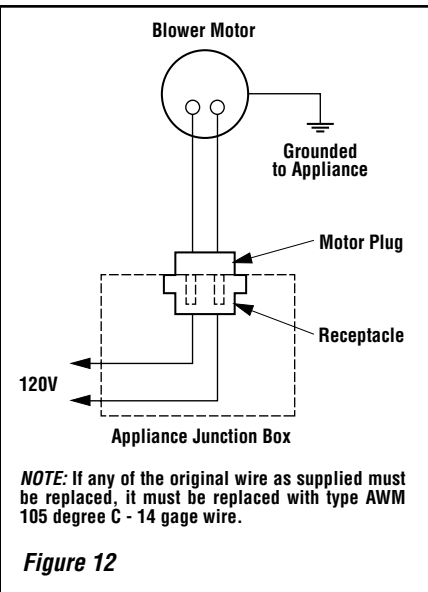 Blower Motor
Grounded
to Appliance
Motor Plug
Receptacle
120V
Appliance Junction Box
NOTE: If any of the original wire as supplied must
be replaced, it must be replaced with type AWM
105 degree C - 14 gage wire.
Figure 12